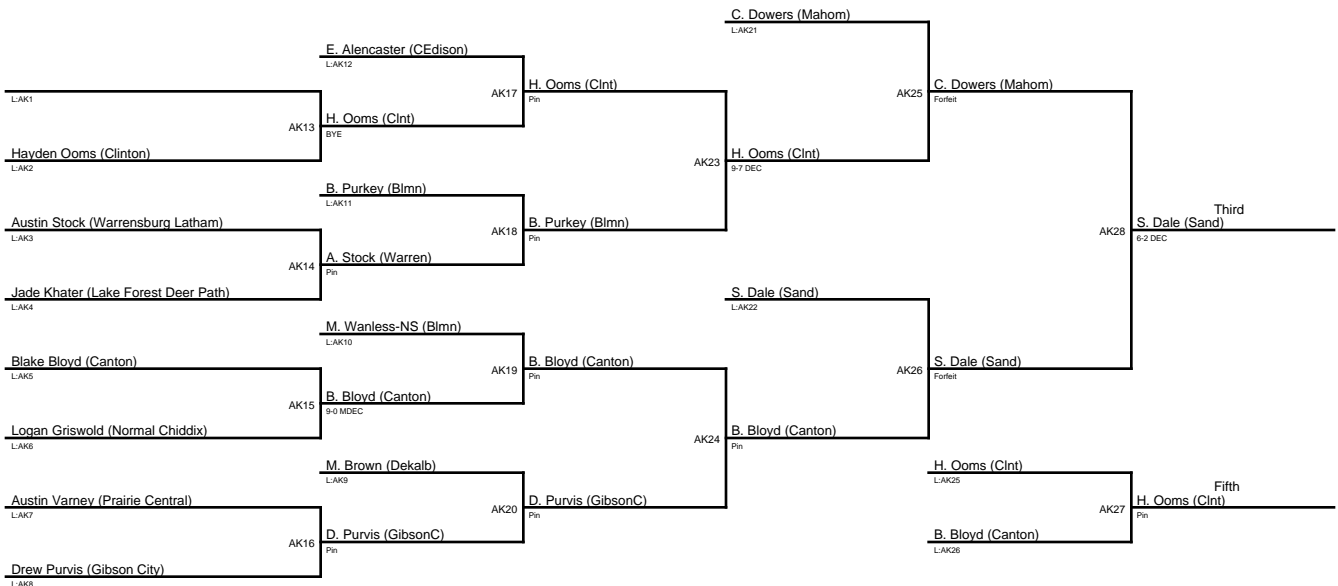 C. Dowers (Mahom)
L:AK21
E. Alencaster (CEdison)
L:AK12
AK17
H. Ooms (Clnt)
Pin
AK25
C. Dowers (Mahom)
Forfeit
L:AK1
AK13
H. Ooms (Clnt)
BYE
Hayden Ooms (Clinton)
L:AK2
AK23
H. Ooms (Clnt)
9-7 DEC
B. Purkey (Blmn)
L:AK11
Austin Stock (Warrensburg Latham)
L:AK3
AK18
B. Purkey (Blmn)
Pin
AK28
Third
S. Dale (Sand)
6-2 DEC
AK14
A. Stock (Warren)
Pin
Jade Khater (Lake Forest Deer Path)
L:AK4
S. Dale (Sand)
L:AK22
M. Wanless-NS (Blmn)
L:AK10
Blake Bloyd (Canton)
L:AK5
AK19
B. Bloyd (Canton)
Pin
AK26
S. Dale (Sand)
Forfeit
AK15
B. Bloyd (Canton)
9-0 MDEC
Logan Griswold (Normal Chiddix)
L:AK6
AK24
B. Bloyd (Canton)
Pin
M. Brown (Dekalb)
L:AK9
H. Ooms (Clnt)
L:AK25
Austin Varney (Prairie Central)
L:AK7
AK20
D. Purvis (GibsonC)
Pin
AK27
Fifth
H. Ooms (Clnt)
Pin
AK16
D. Purvis (GibsonC)
Pin
B. Bloyd (Canton)
L:AK26
Drew Purvis (Gibson City)
L:AK8